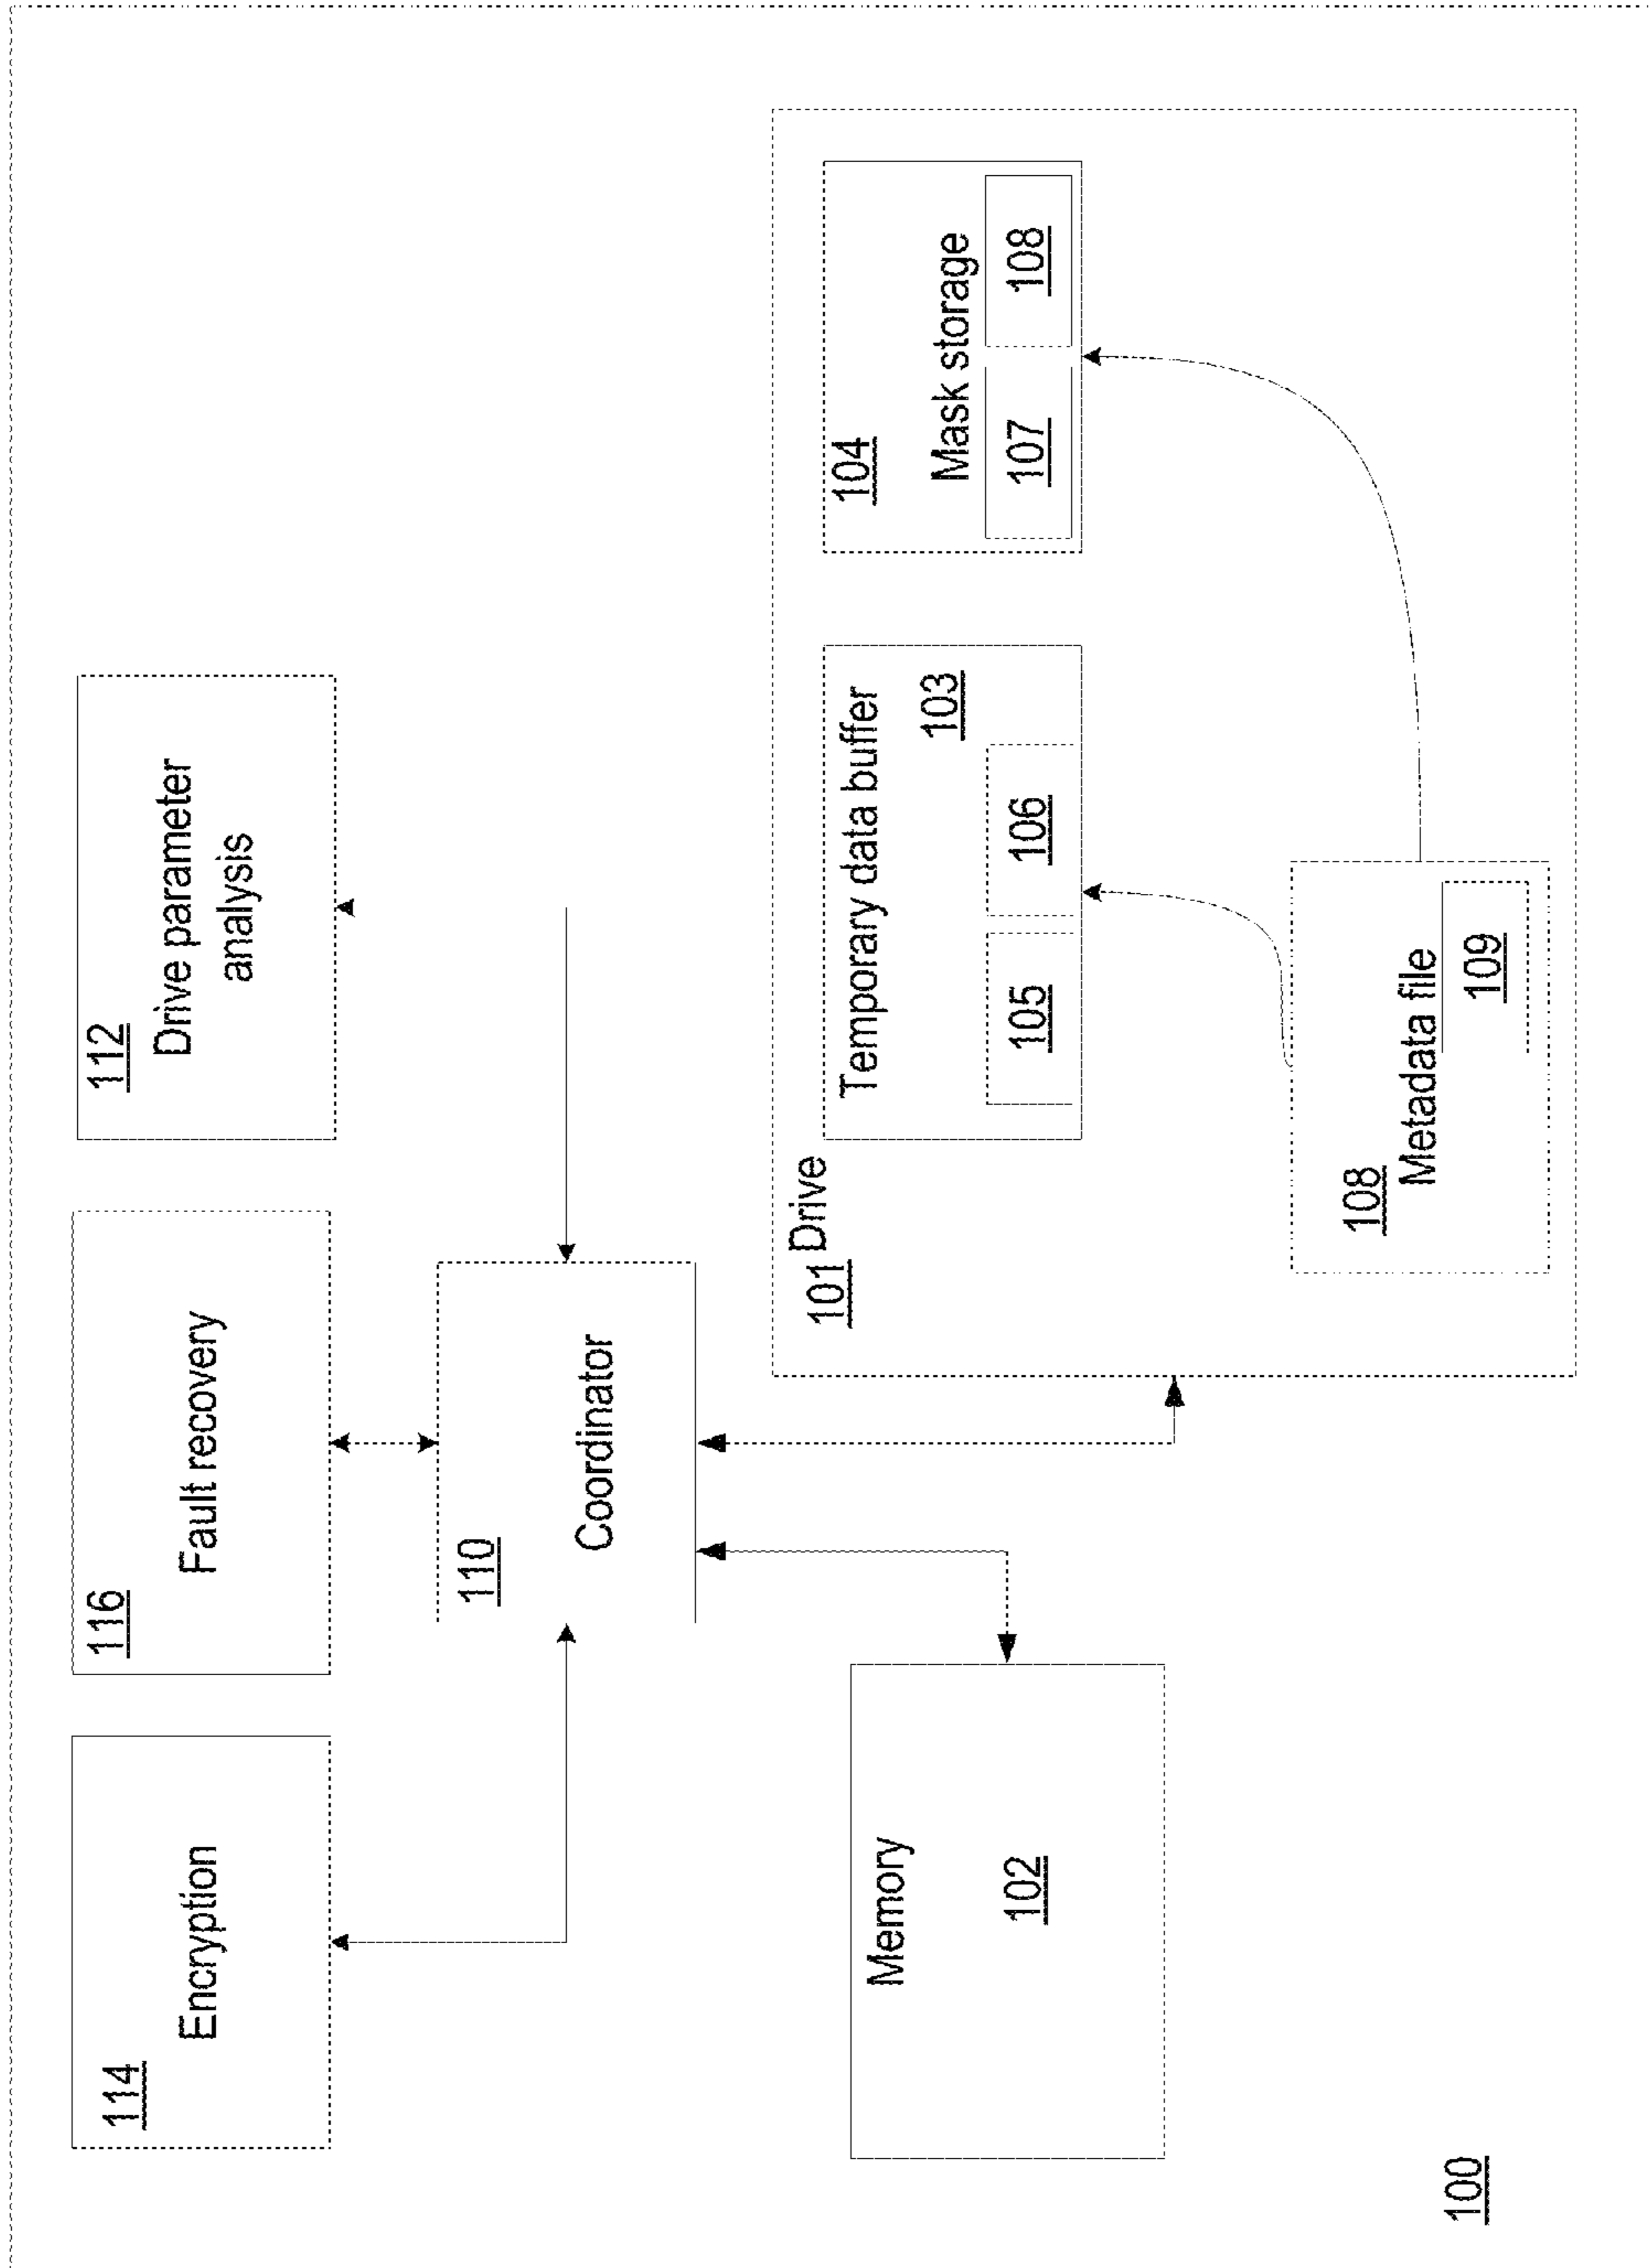 114
Encryption
116
Fault recovery
112
Drive parameter
analysis
110
Coordinator
Memory
102
101
Drive
Temporary data buffer
103
105
106
104
Mask storage
107
108
108
Metadata file
109
100